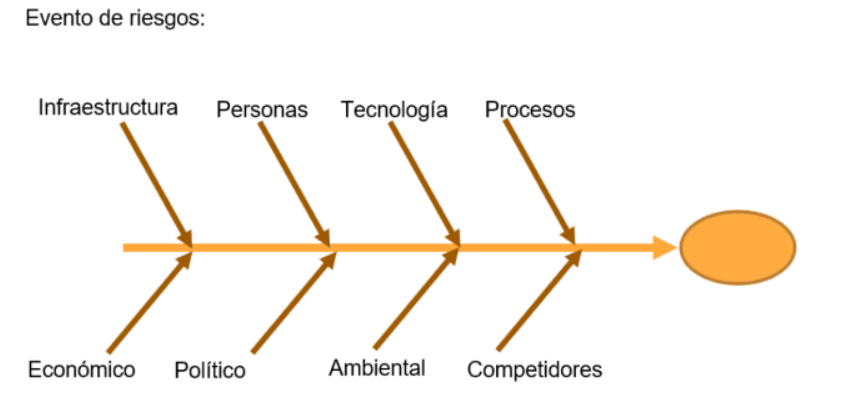 Evento de riesgos:
Infraestructura
Personas
Tecnología
Procesos
Económico
Político
Ambiental
Competidores